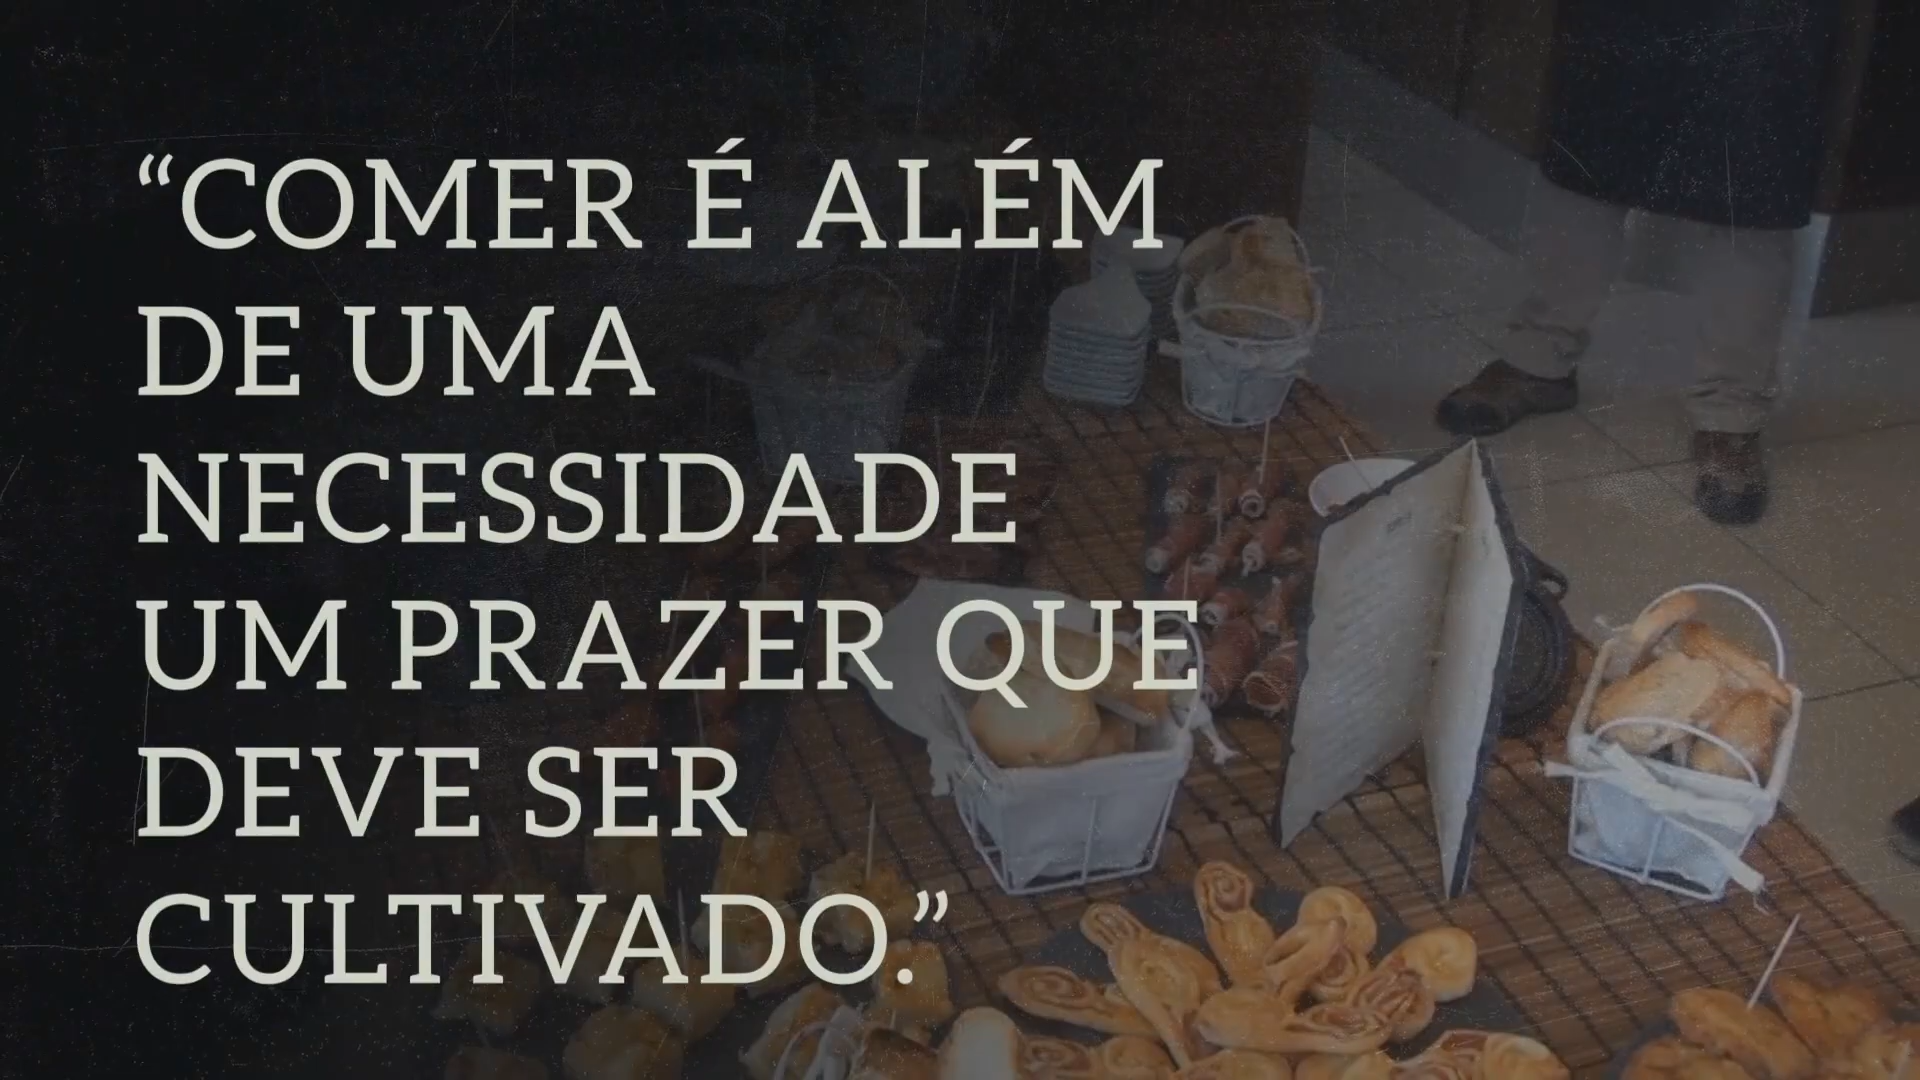 “COMER É ALÉM
DE UMA
NECESSIDADE
UM PRAZER QUE
DEVE SER
CULTIVADO.”